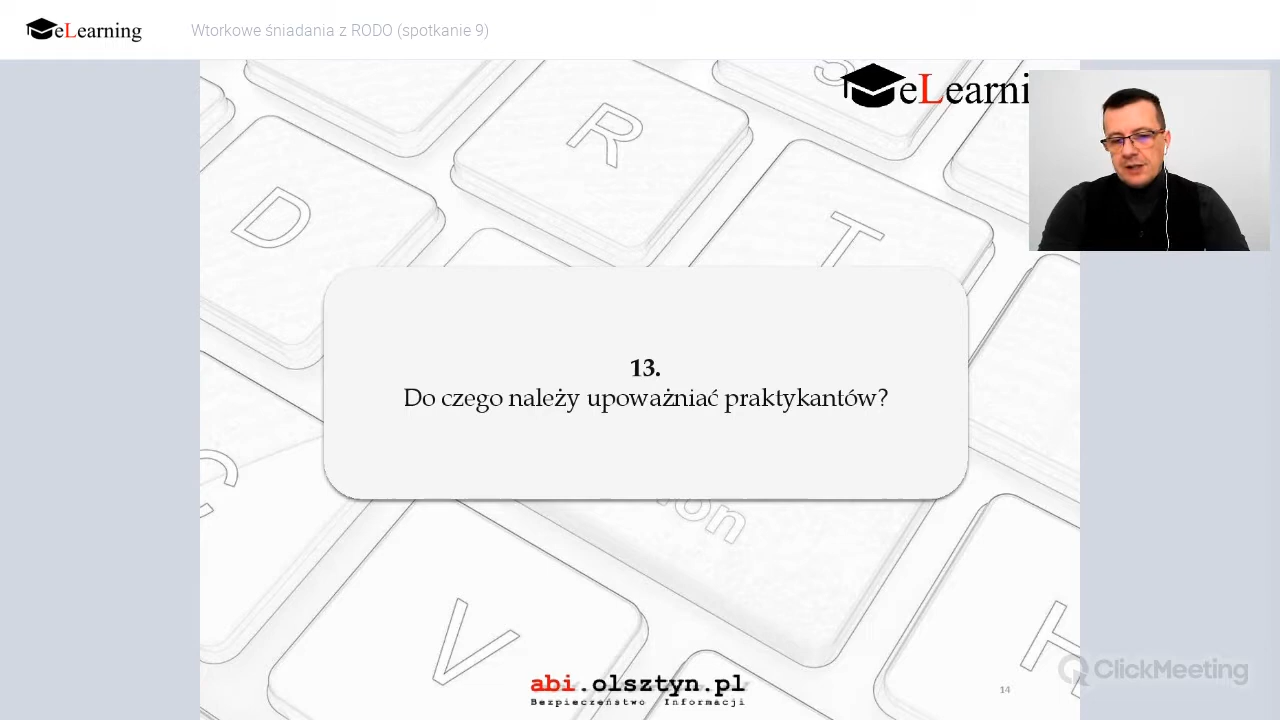 eLearning
Wtorkowe śniadania z RODO (spotkanie 9)
eLearni
R
D
T
13.
Do czego należy upoważniać praktykantów?
C
V
H
abi.olsztyn.pl
Bezpieczeństwo Informacji
14
ClickMeeting